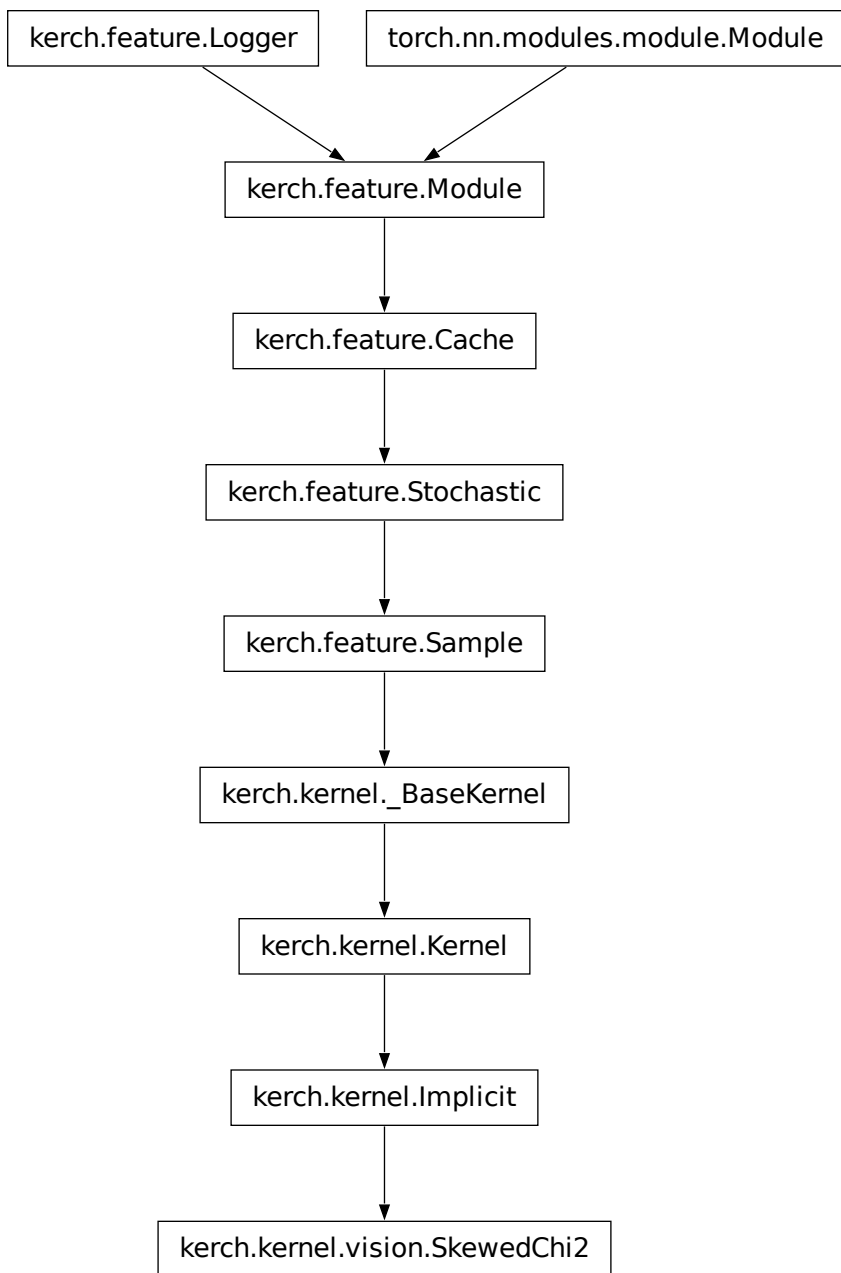 kerch.feature.Logger
torch.nn.modules.module.Module
kerch.feature.Module
kerch.feature.Cache
kerch.feature.Stochastic
kerch.feature.Sample
kerch.kernel._BaseKernel
kerch.kernel.Kernel
kerch.kernel.Implicit
kerch.kernel.vision.SkewedChi2